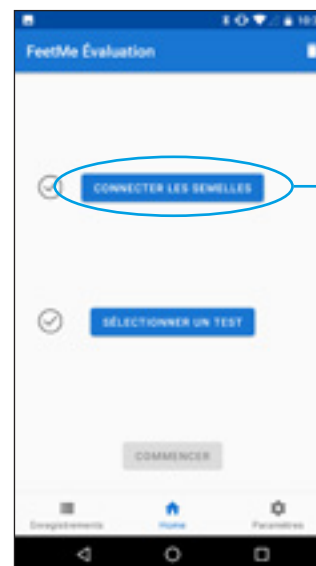 FeetMe Évaluation
CONNECTER LES SEMELLES
SÉLECTIONNER UN TEST
COMMENCER
Enregistrements
Home
Paramètres